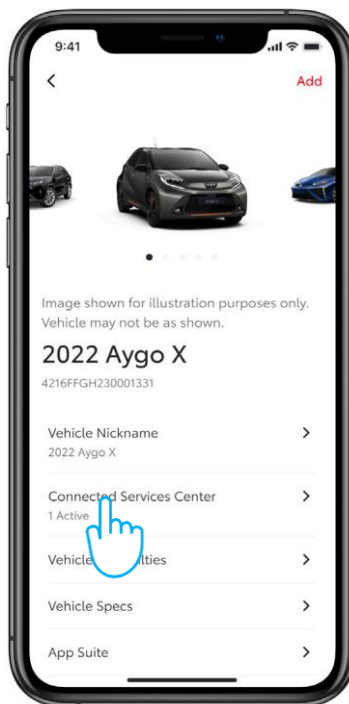 9:41
Add
Image shown for illustration purposes only.
Vehicle may not be as shown.
2022 Aygo X
4216FFGH230001331
Vehicle Nickname
2022 Aygo X
Connected Services Center
1 Active
Vehicle
Vehicle Specs
App Suite